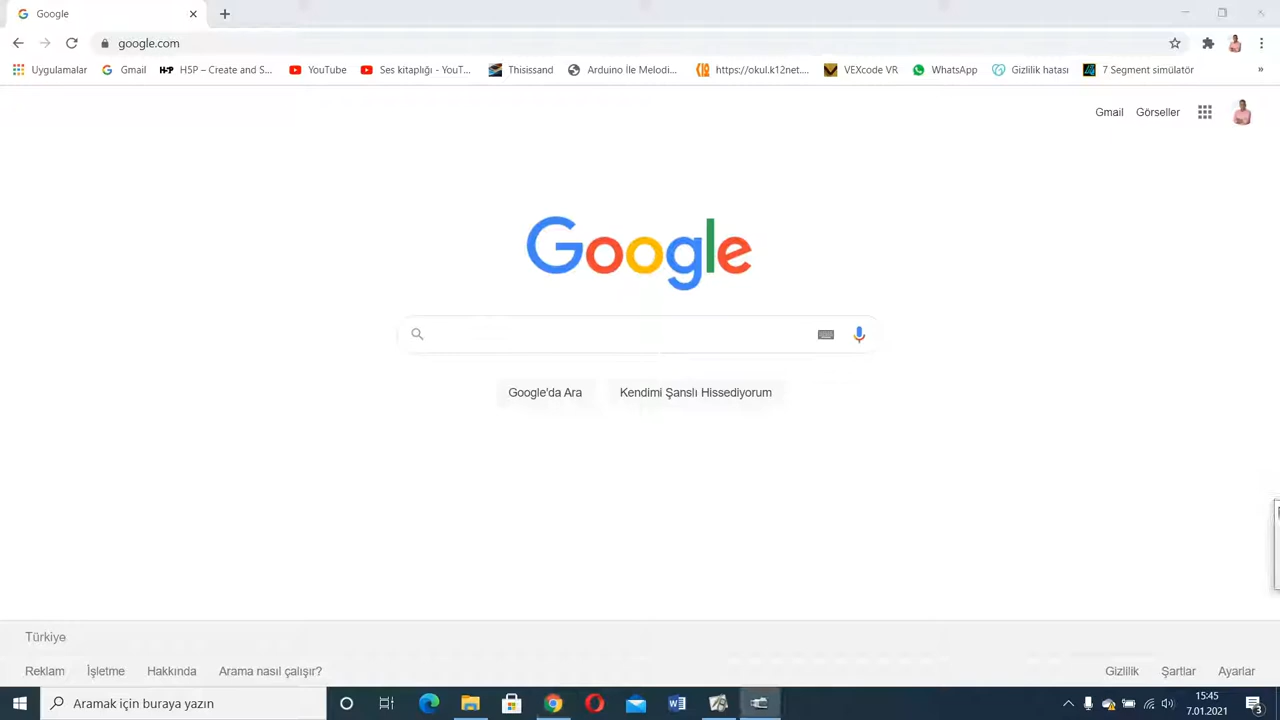 Google
google.com
Uygulamalar Gmail H5P – Create and S... YouTube Ses kitaplığı - YouT... Thisissand Arduino İle Melodi... https://okul.k12net.... VEXcode VR WhatsApp Gizlilik hatası 7 Segment simülatör »
Gmail Görseller
Google
Google'da Ara Kendimi Şanslı Hissediyorum
Türkiye
Reklam İşletme Hakkında Arama nasıl çalışır? Gizlilik Şartlar Ayarlar
Aramak için buraya yazın
15:45
7.01.2021
3